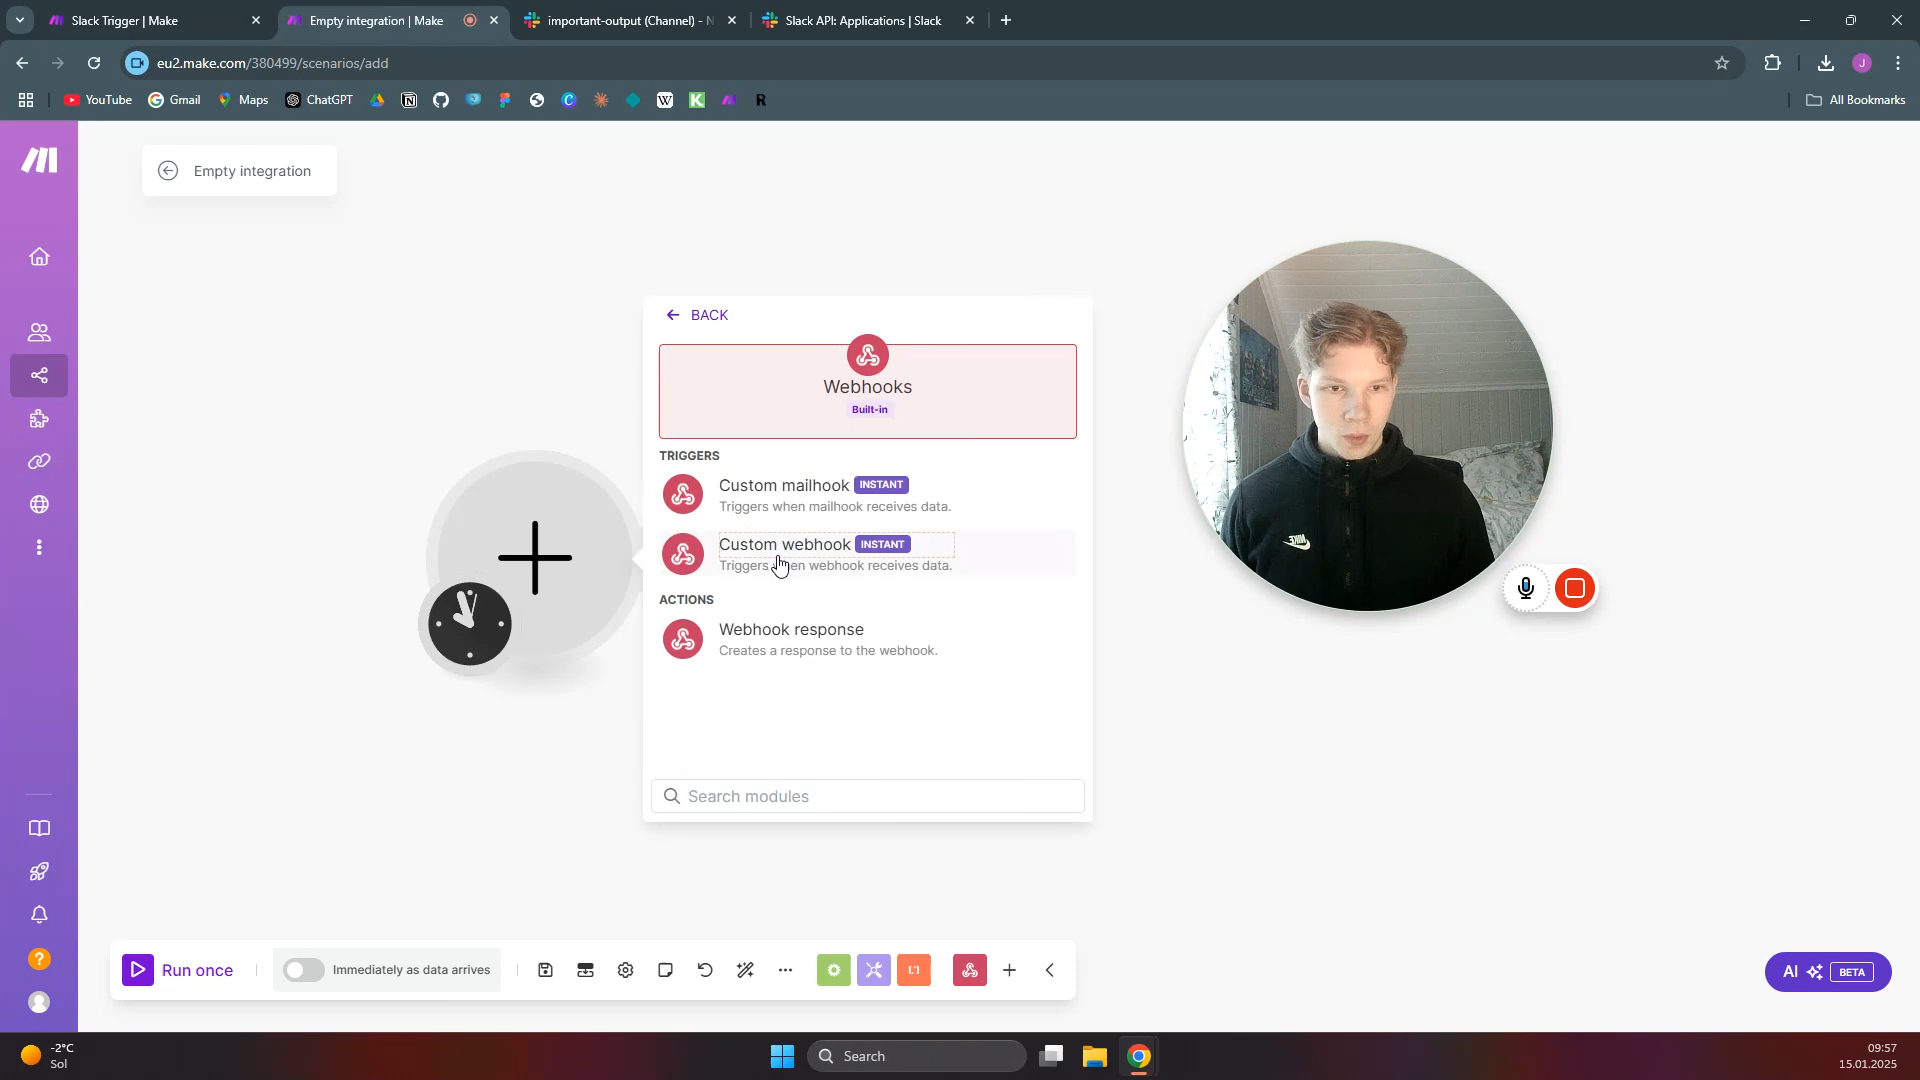 Slack Trigger | Make
Empty integration | Make
important-output (Channel) - N
Slack API: Applications | Slack
eu2.make.com/380499/scenarios/add
J
YouTube
Gmail
Maps
ChatGPT
All Bookmarks
Empty integration
BACK
Webhooks
Built-in
TRIGGERS
Custom mailhook INSTANT
Triggers when mailhook receives data.
Custom webhook INSTANT
Triggers en webhook receives data.
ACTIONS
Webhook response
Creates a response to the webhook.
Search modules
NIKE
Run once
Immediately as data arrives
AI BETA
-2°C
Sol
Search
09:57
15.01.2025